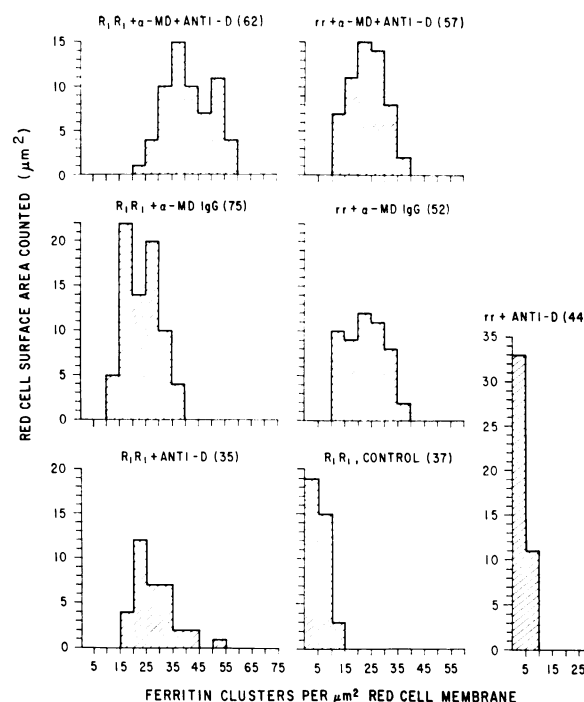 R₁R₁ + α-MD + ANTI-D (62)
rr + α-MD + ANTI-D (57)
15
10
5
0
R₁R₁ + α-MD IgG (75)
rr + α-MD IgG (52)
20
15
10
5
0
rr + ANTI-D (44
35
30
25
20
15
10
5
0
R₁R₁ + ANTI-D (35)
R₁R₁, CONTROL (37)
20
15
10
5
0
5 15 25 35 45 55 65 75
5 15 25 35 45 55 65
5 15 25
RED CELL SURFACE AREA COUNTED (μm²)
FERRITIN CLUSTERS PER μm² RED CELL MEMBRANE